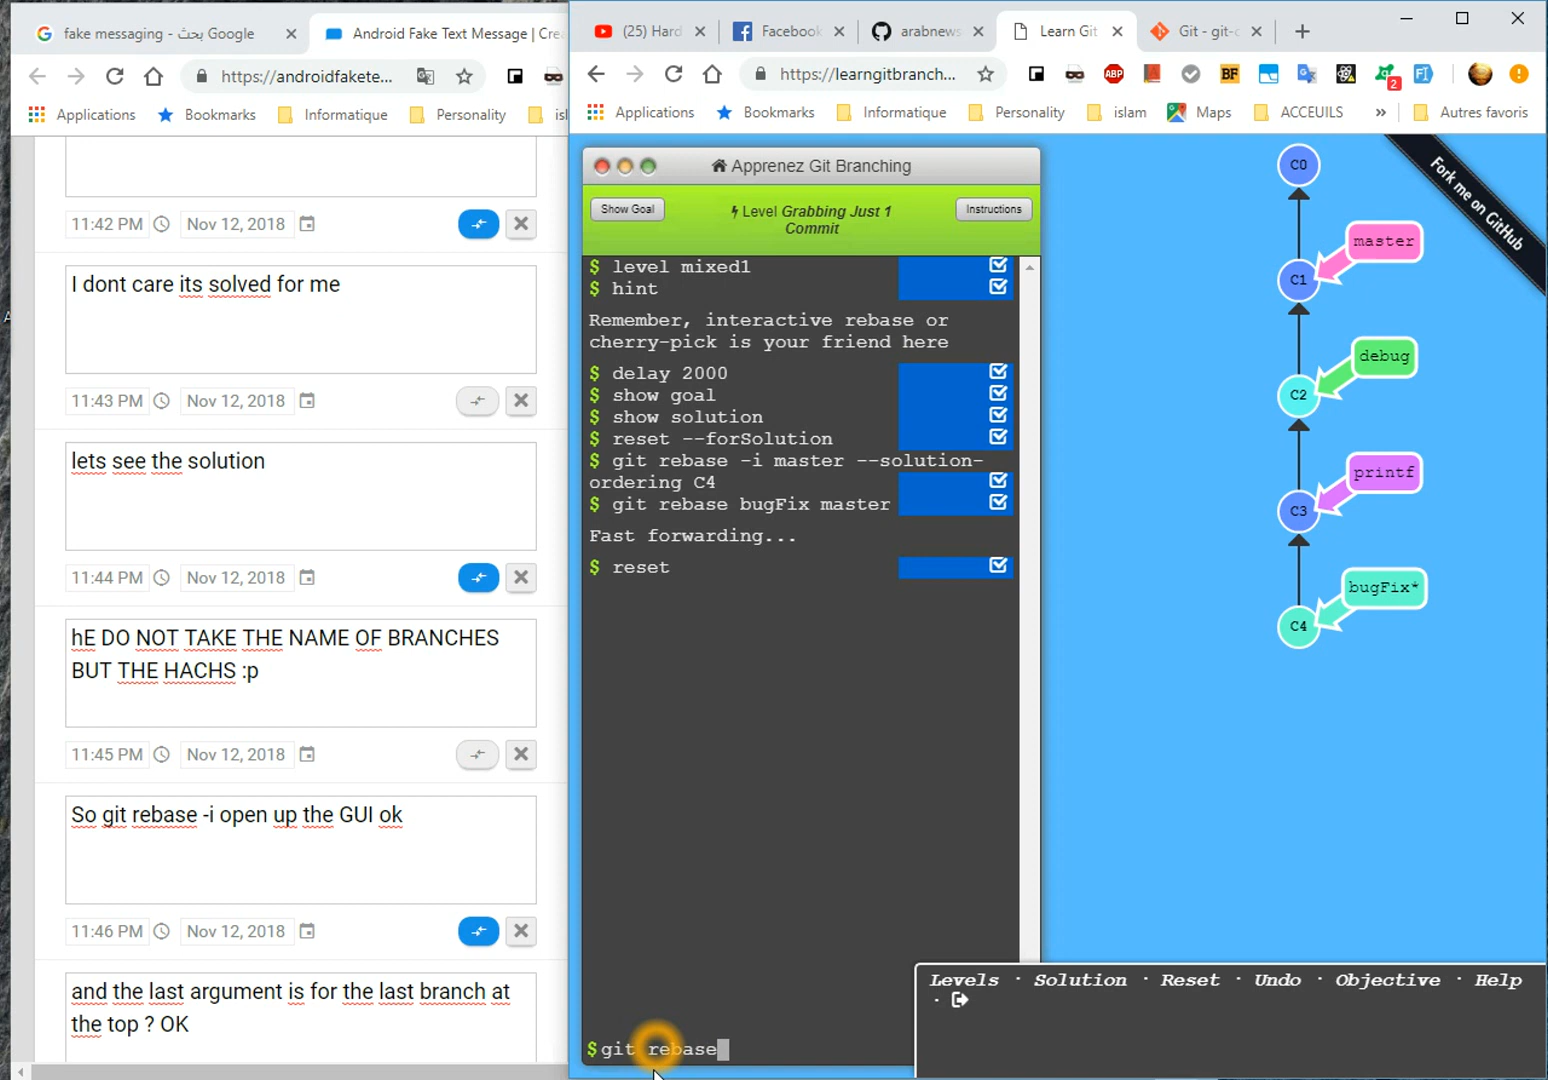 fake messaging - بحث Google
Android Fake Text Message | Cre
https://androidfakete...
Applications
Bookmarks
Informatique
Personality
isl
11:42 PM
Nov 12, 2018
I dont care its solved for me
11:43 PM
Nov 12, 2018
lets see the solution
11:44 PM
Nov 12, 2018
hE DO NOT TAKE THE NAME OF BRANCHES
BUT THE HACHS :p
11:45 PM
Nov 12, 2018
So git rebase -i open up the GUI ok
11:46 PM
Nov 12, 2018
and the last argument is for the last branch at
the top ? OK
(25) Hard
Facebook
arabnews
Learn Git
Git - git-c
https://learngitbranch...
ABP
BF
2
Applications
Bookmarks
Informatique
Personality
islam
Maps
ACCEUILS
»
Autres favoris
Apprenez Git Branching
Show Goal
Level Grabbing Just 1
Commit
Instructions
$ level mixed1
$ hint
Remember, interactive rebase or
cherry-pick is your friend here
$ delay 2000
$ show goal
$ show solution
$ reset --forSolution
$ git rebase -i master --solution-
ordering C4
$ git rebase bugFix master
Fast forwarding...
$ reset
$ git rebase
C0
master
C1
debug
C2
printf
C3
bugFix*
C4
Fork me on GitHub
Levels · Solution · Reset · Undo · Objective · Help
·